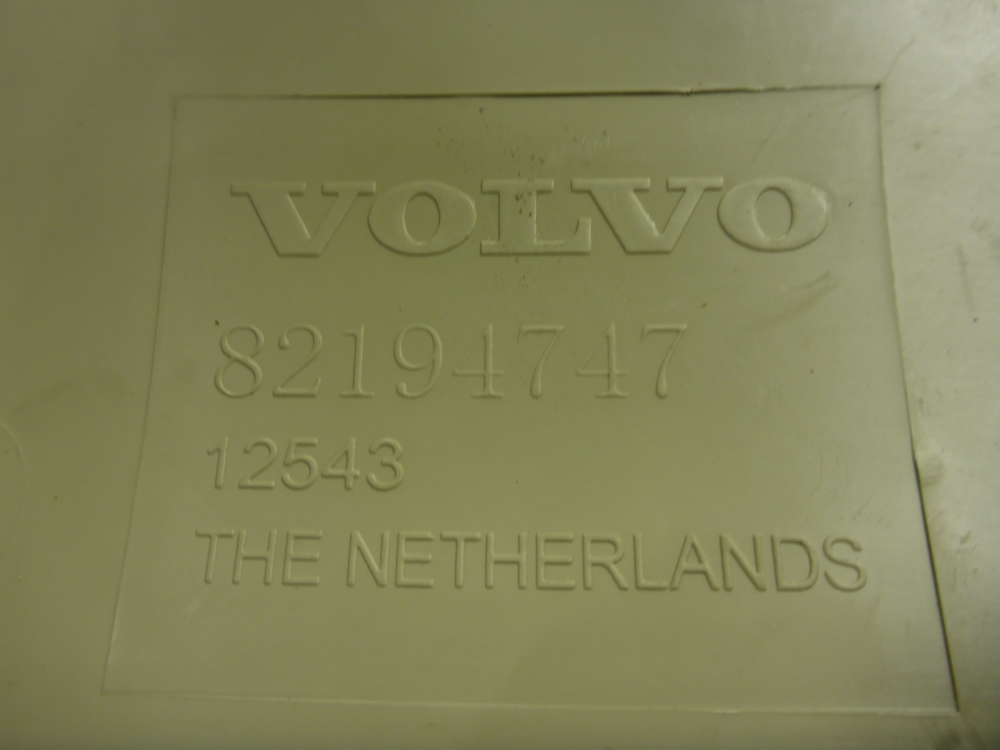 VOLVO
82194747
12543
THE NETHERLANDS